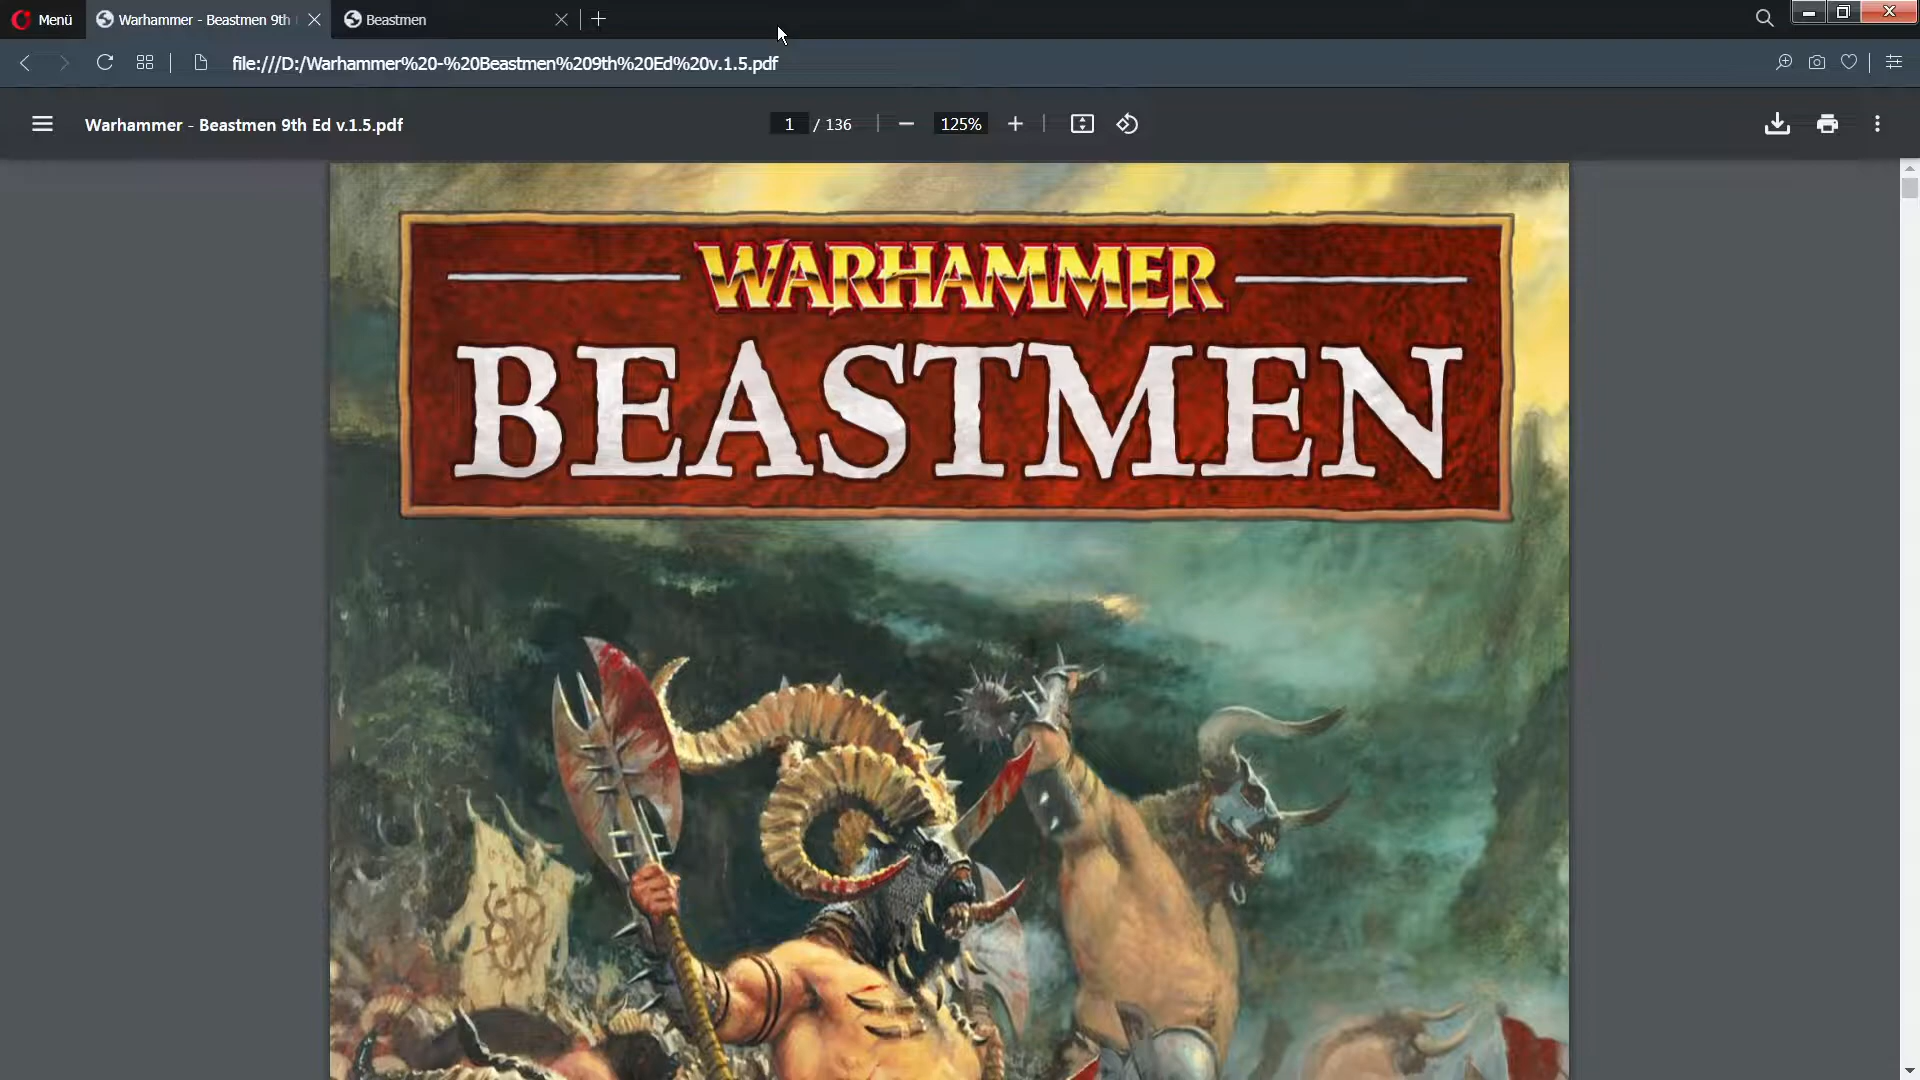 Menü
Warhammer - Beastmen 9th
Beastmen
file:///D:/Warhammer%20-%20Beastmen%209th%20Ed%20v.1.5.pdf
Warhammer - Beastmen 9th Ed v.1.5.pdf
1 / 136
125%
WARHAMMER
BEASTMEN